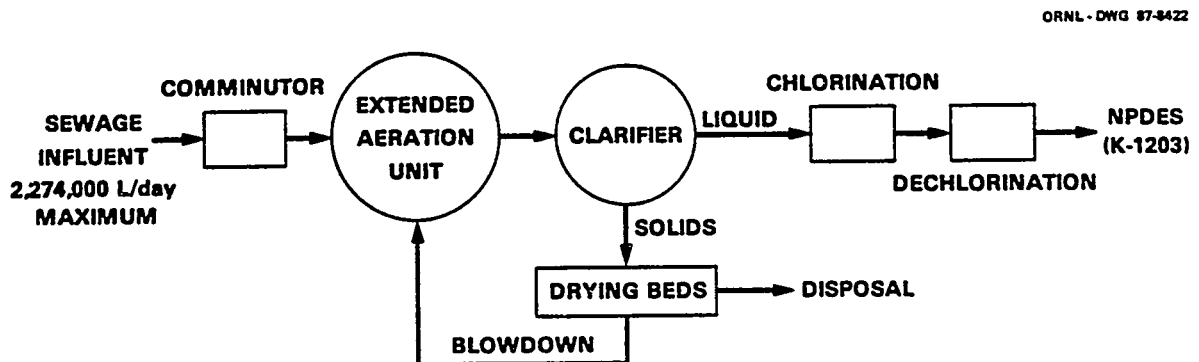 ORNL - DWG 87-8422
COMMINUTOR
SEWAGE
INFLUENT
2,274,000 L/day
MAXIMUM
EXTENDED
AERATION
UNIT
CLARIFIER
LIQUID
CHLORINATION
DECHLORINATION
NPDES
(K-1203)
SOLIDS
DRYING BEDS
DISPOSAL
BLOWDOWN